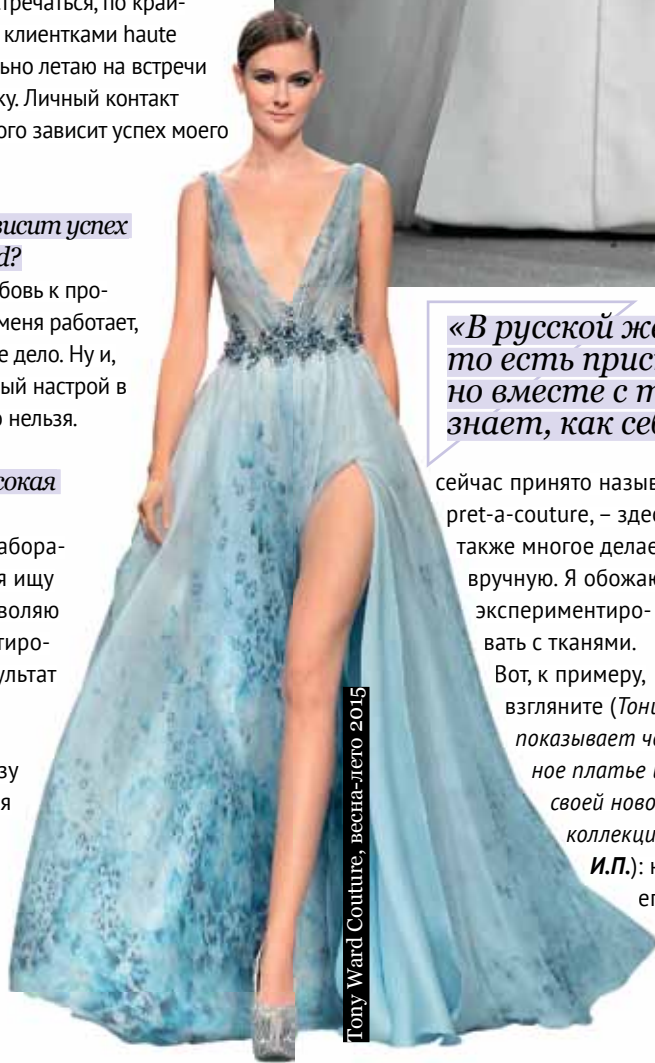 стречаться, по край-
клиентками haute
ьно летаю на встречи
ку. Личный контакт
ого зависит успех моего
висит успех
d?
бовь к про-
меня работает,
е дело. Ну и,
ый настрой в
о нельзя.
сокая
абора-
я ищу
зволяю
тиро-
ультат
зу
я
Tony Ward Couture, весна-лето 2015
«В русской же
то есть прис
но вместе с т
знает, как себ
сейчас принято назыв
pret-a-couture, – здес
также многое делае
вручную. Я обожаю
экспериментиро-
вать с тканями.
Вот, к примеру,
взгляните (Тони
показывает че
ное платье и
своей ново
коллекци
И.П.): н
ег